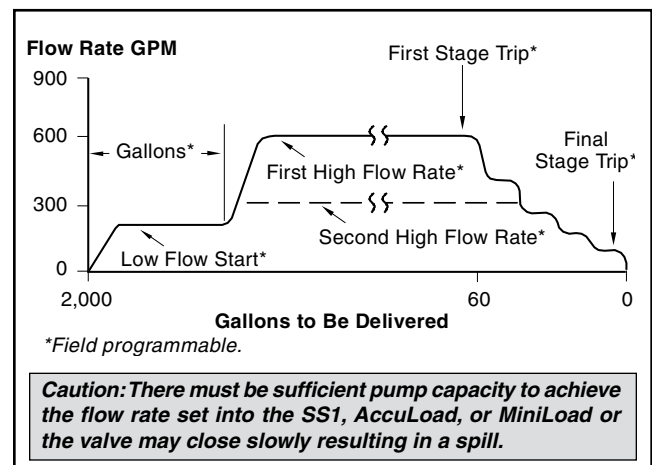 Flow Rate GPM
First Stage Trip*
900
600
Gallons*
Final
Stage Trip*
First High Flow Rate*
300
Second High Flow Rate*
Low Flow Start*
0
2,000
60
0
Gallons to Be Delivered
*Field programmable.
Caution: There must be sufficient pump capacity to achieve
the flow rate set into the SS1, AccuLoad, or MiniLoad or
the valve may close slowly resulting in a spill.